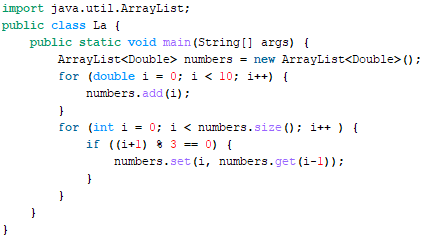 import java.util.ArrayList;
public class La {
    public static void main(String[] args) {
        ArrayList<Double> numbers = new ArrayList<Double>();
        for (double i = 0; i < 10; i++) {
            numbers.add(i);
        }
        for (int i = 0; i < numbers.size(); i++ ) {
            if ((i+1) % 3 == 0) {
                numbers.set(i, numbers.get(i-1));
            }
        }
    }
}